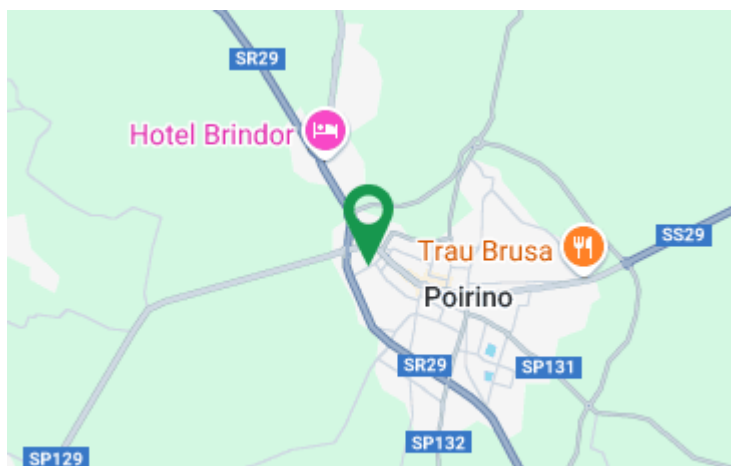 SR29
Hotel Brindor
SS29
Trau Brusa
Poirino
SR29
SP131
SP132
SP129